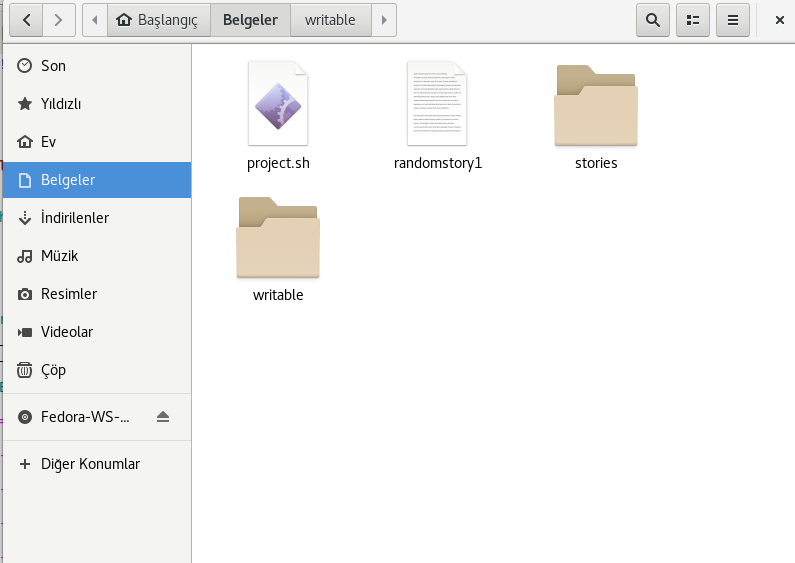 Başlangıç Belgeler writable
Son
Yıldızlı
Ev
Belgeler
İndirilenler
Müzik
Resimler
Videolar
Çöp
Fedora-WS-...
Diğer Konumlar
project.sh randomstory1 stories
writable